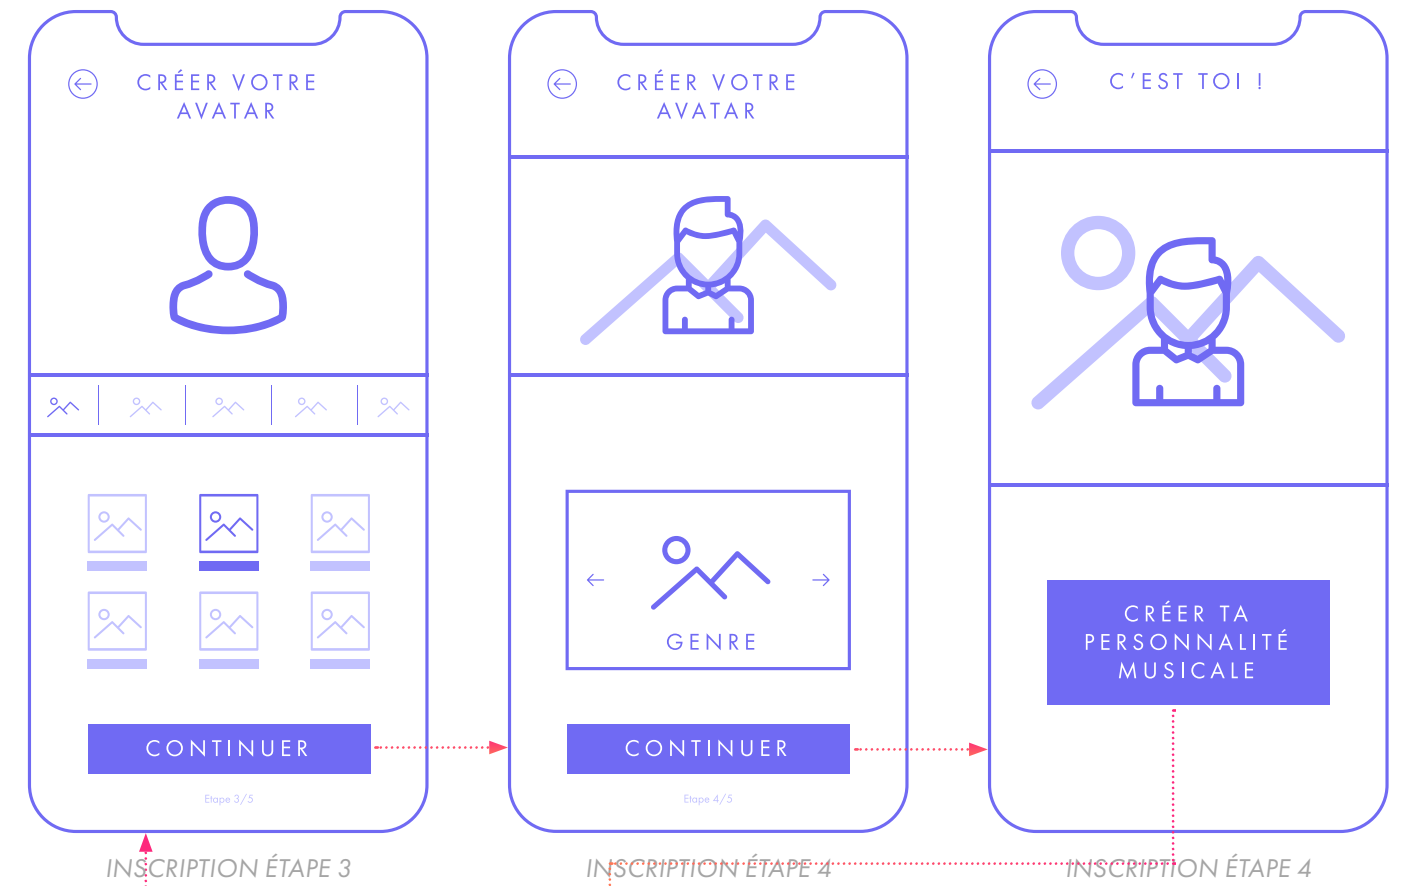 CRÉER VOTRE
AVATAR
CONTINUER
Etape 3/5
INSCRIPTION ÉTAPE 3
CRÉER VOTRE
AVATAR
GENRE
CONTINUER
Etape 4/5
INSCRIPTION ÉTAPE 4
C’EST TOI !
CRÉER TA
PERSONNALITÉ
MUSICALE
INSCRIPTION ÉTAPE 4